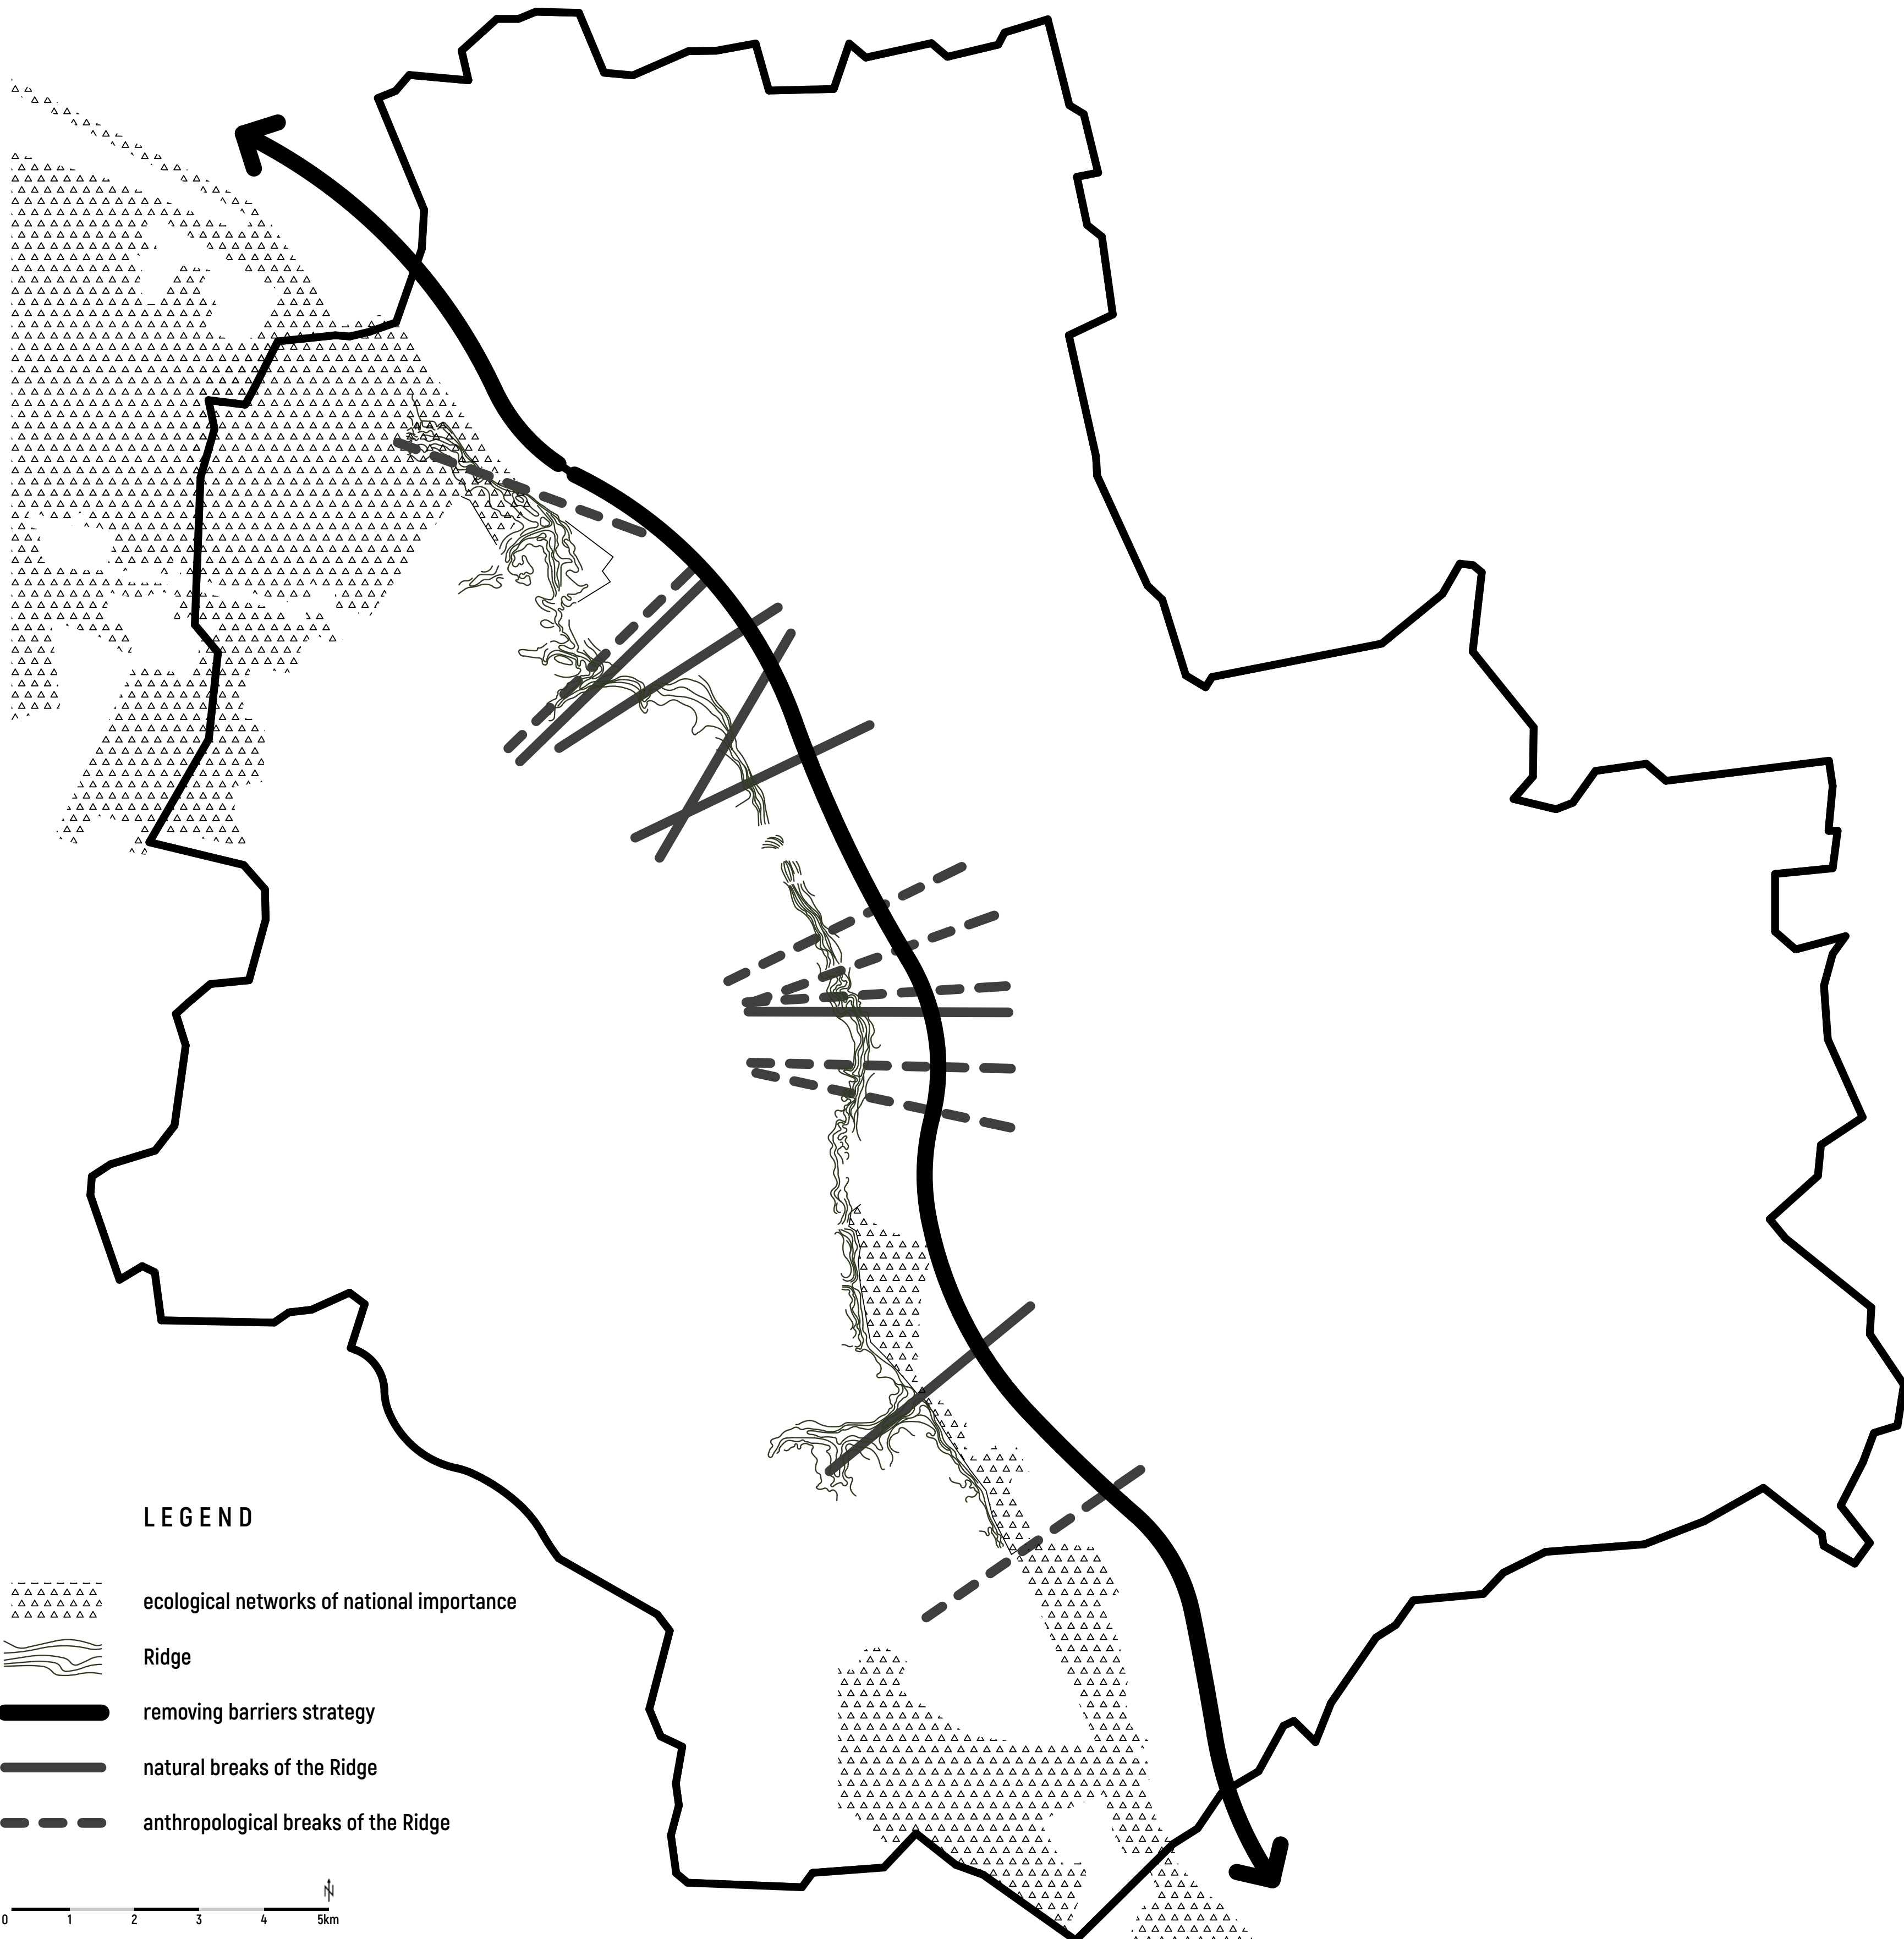 LEGEND
ecological networks of national importance
Ridge
removing barriers strategy
natural breaks of the Ridge
anthropological breaks of the Ridge
N
0 1 2 3 4 5km